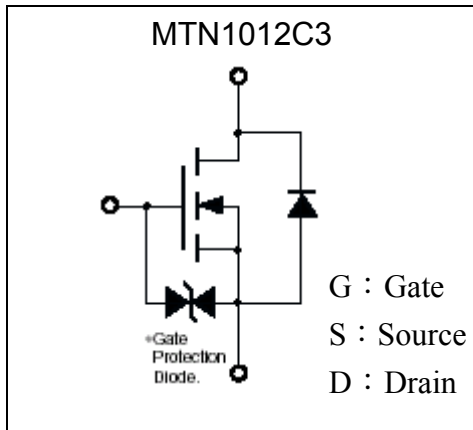 MTN1012C3
*Gate
Protection
Diode.
G：Gate
S：Source
D：Drain